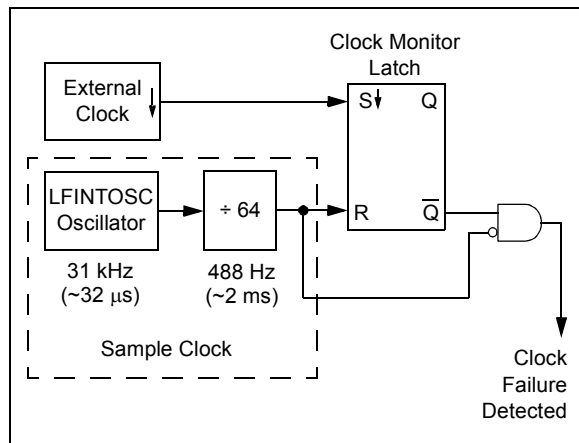 Clock Monitor
Latch
External
Clock
S
Q
LFINTOSC
Oscillator
÷ 64
R
Q̅
31 kHz
(~32 μs)
488 Hz
(~2 ms)
Sample Clock
Clock
Failure
Detected